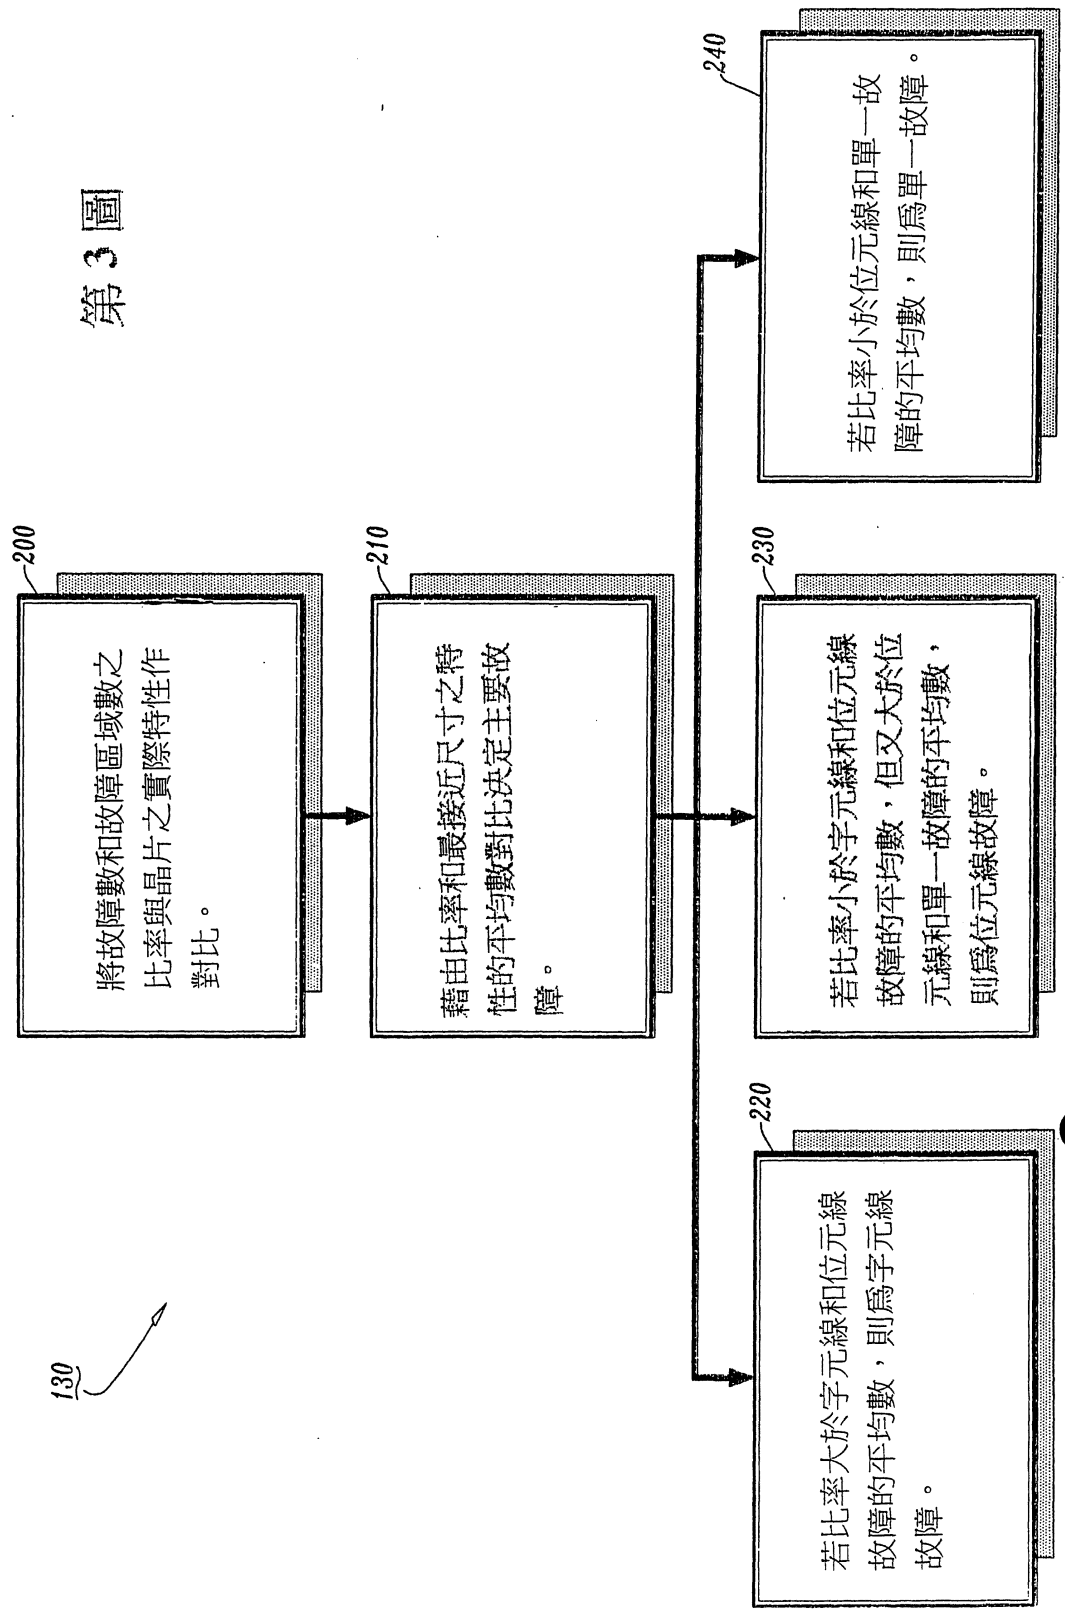 第3圖
130
200
將故障數和故障區域數之
比率與晶片之實際特性作
對比。
210
藉由比率和最接近尺寸之特
性的平均數對比決定主要故
障。
220
若比率大於字元線和位元線
故障的平均數，則爲字元線
故障。
230
若比率小於字元線和位元線
故障的平均數，但又大於位
元線和單一故障的平均數，
則爲位元線故障。
240
若比率小於位元線和單一故
障的平均數，則爲單一故障。